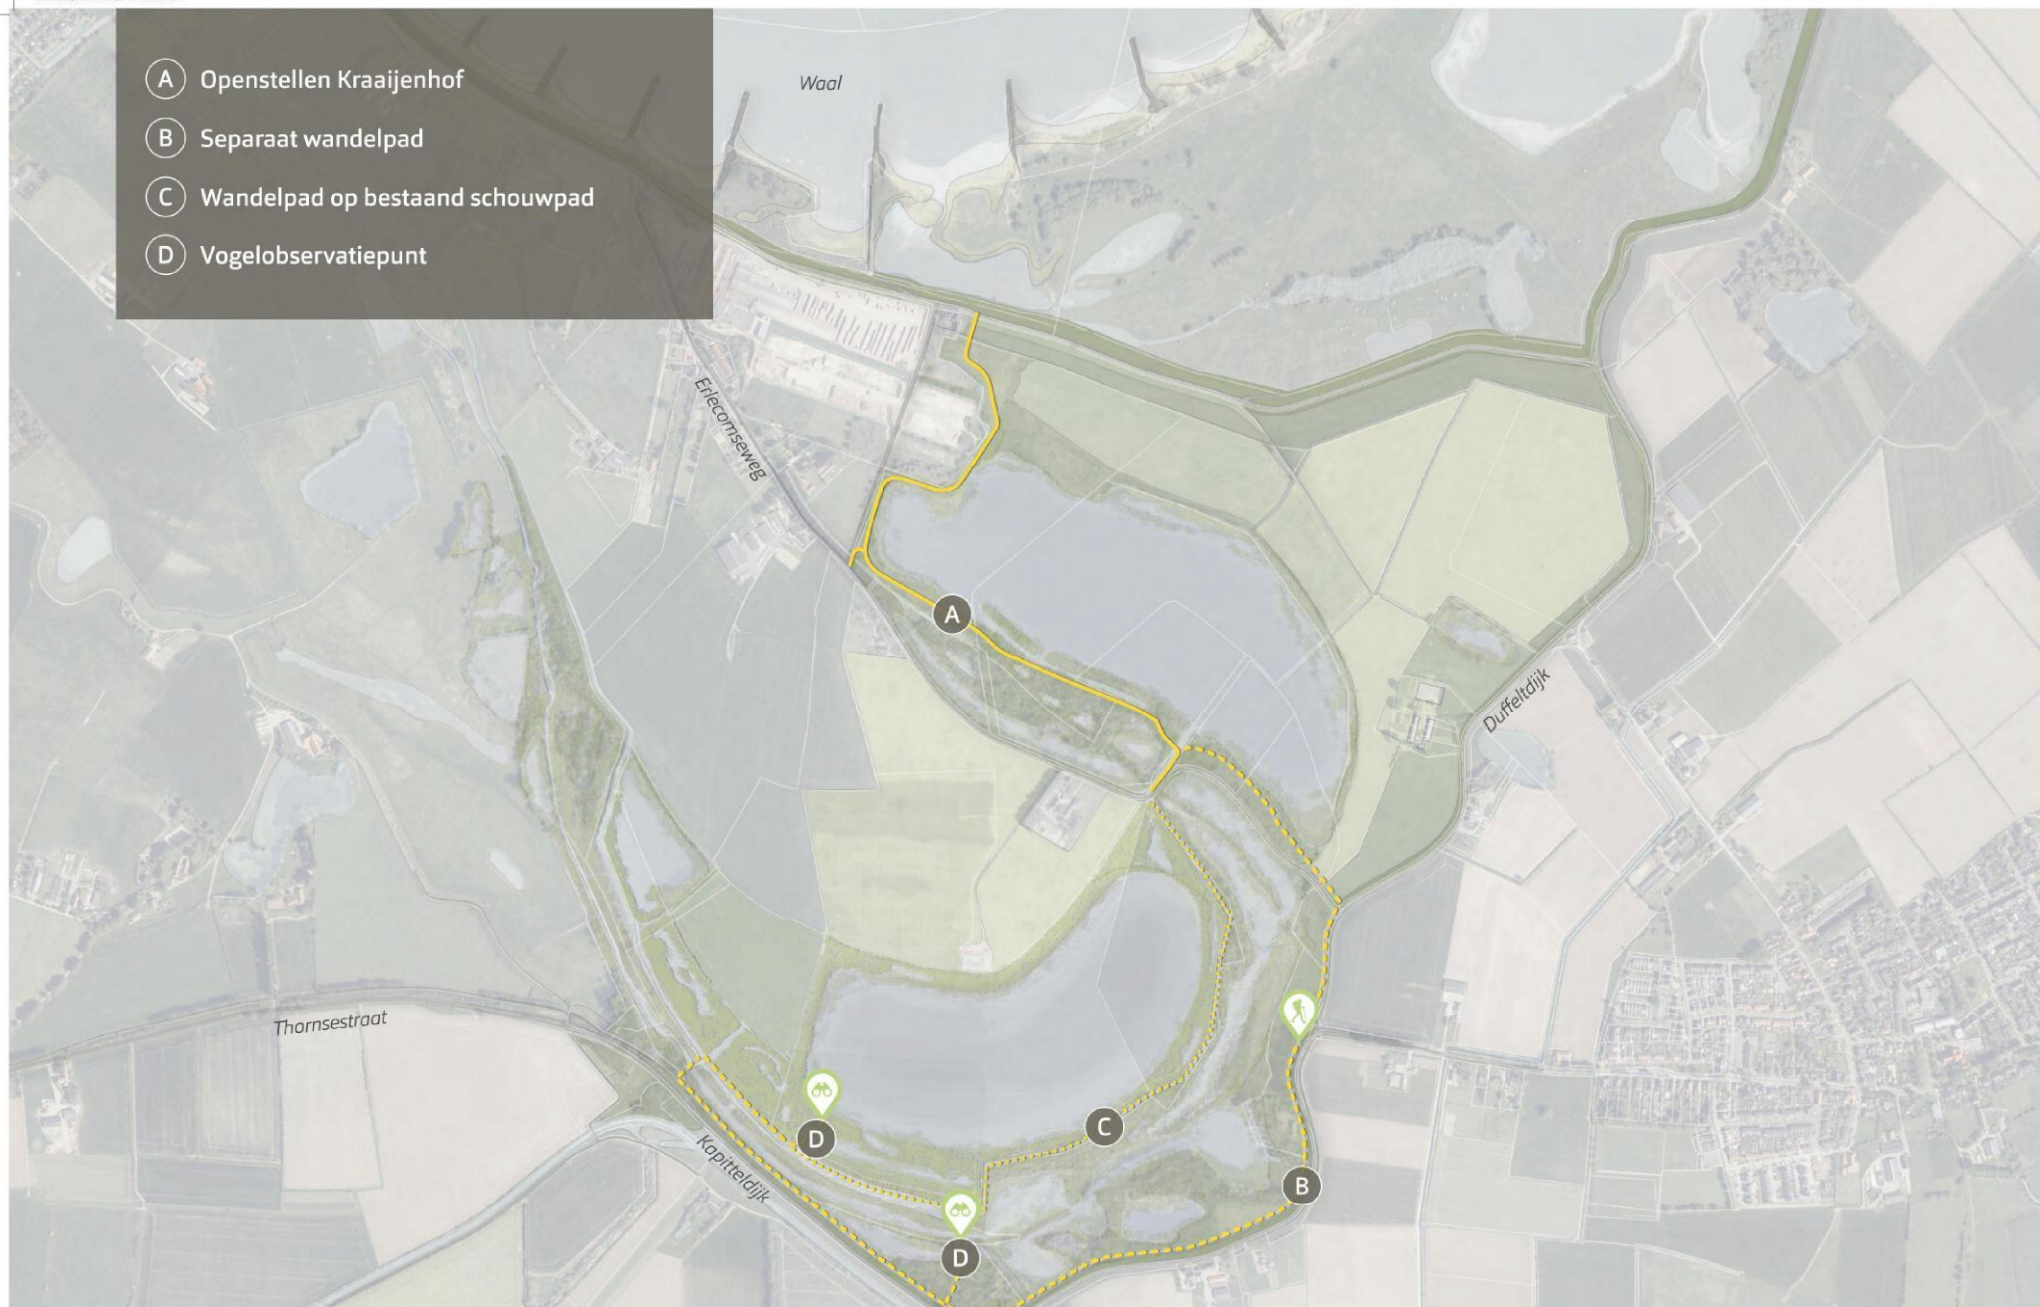 A Openstellen Kraaijenhof
B Separaat wandelpad
C Wandelpad op bestaand schouwpad
D Vogelobservatiepunt
Waal
Erlecomseweg
A
Duffeltdijk
Thornsestraat
D
C
Kapitteldijk
B
D